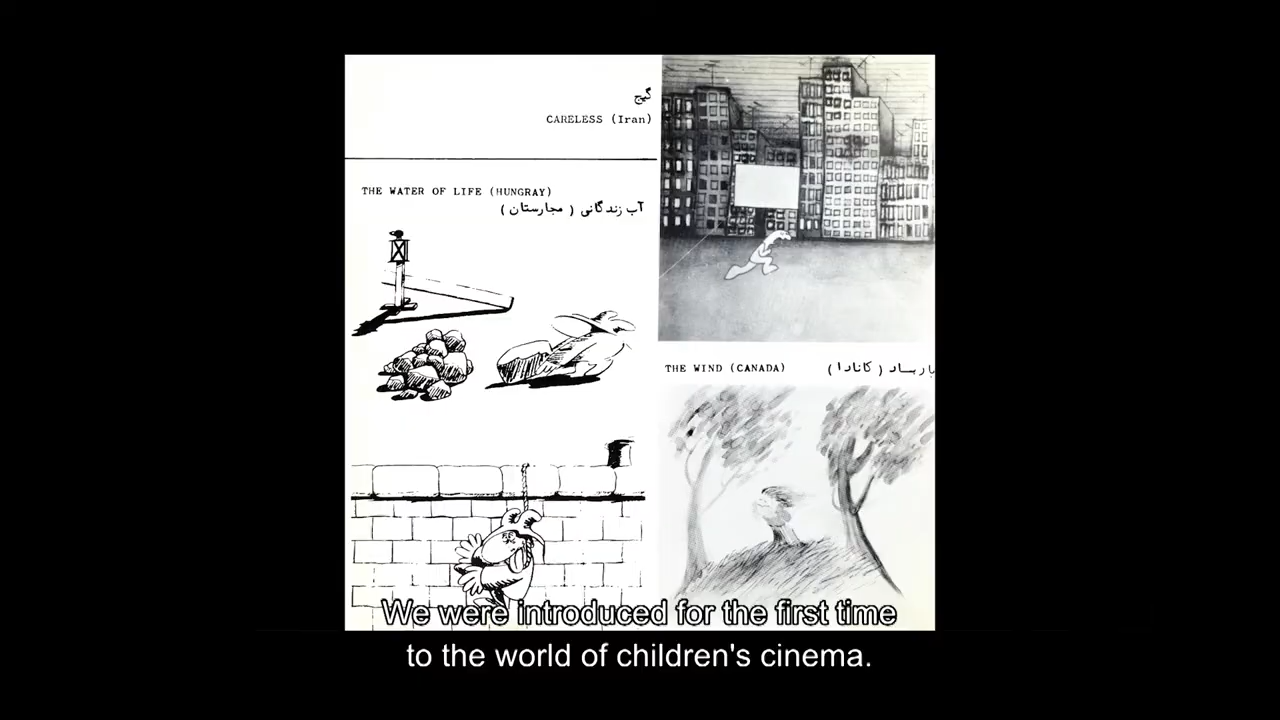 گیج
CARELESS (Iran)
THE WATER OF LIFE (HUNGRAY)
آب زندگانی ( مجارستان )
THE WIND (CANADA)
( کانادا )
We were introduced for the first time
to the world of children's cinema.